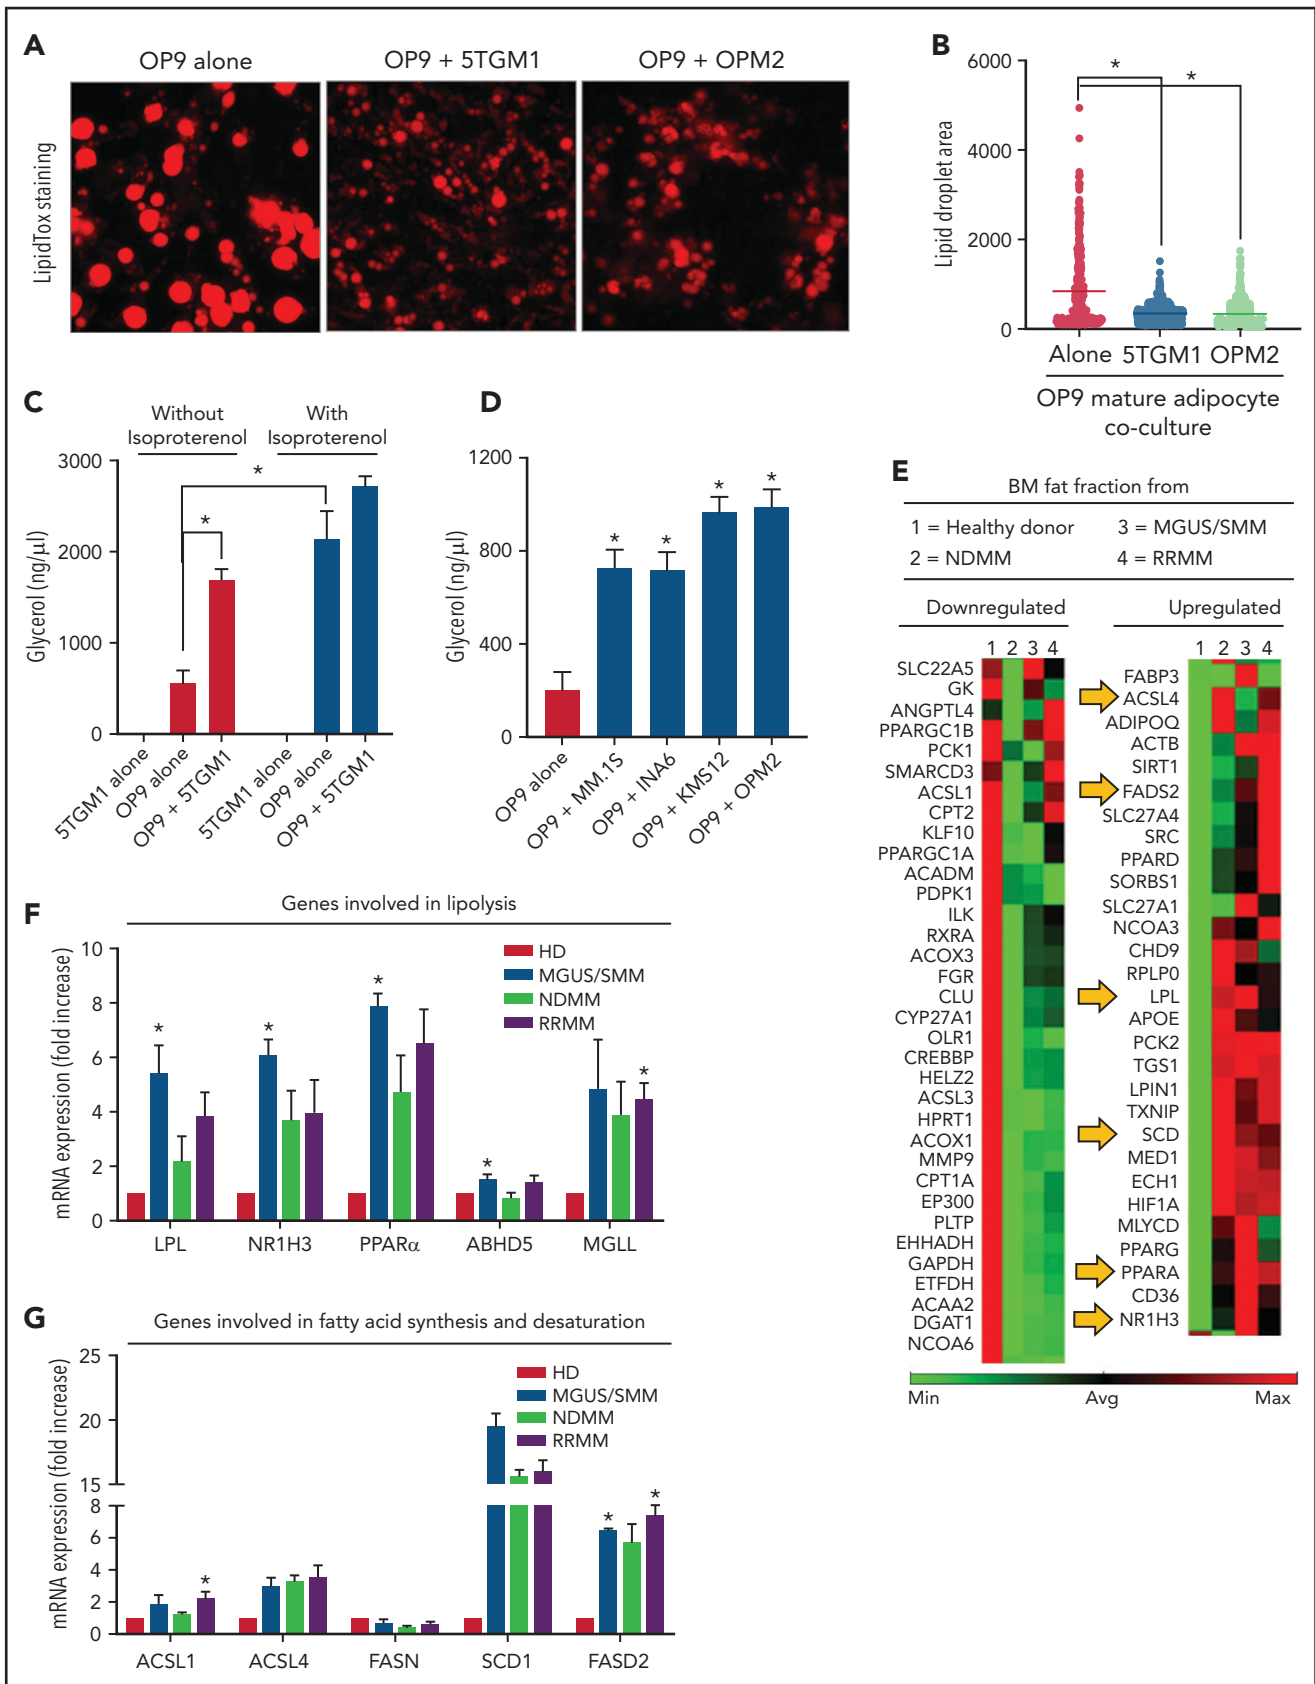 A
OP9 alone
OP9 + 5TGM1
OP9 + OPM2
LipidTox staining
B
Lipid droplet area
6000
4000
2000
0
*
*
Alone
5TGM1
OPM2
OP9 mature adipocyte
co-culture
C
Without
Isoproterenol
With
Isoproterenol
Glycerol (ng/µl)
3000
2000
1000
0
*
*
5TGM1 alone
OP9 alone
OP9 + 5TGM1
5TGM1 alone
OP9 alone
OP9 + 5TGM1
D
Glycerol (ng/µl)
1200
800
400
0
*
*
*
*
OP9 alone
OP9 + MM.1S
OP9 + INA6
OP9 + KMS12
OP9 + OPM2
E
BM fat fraction from
1 = Healthy donor
3 = MGUS/SMM
2 = NDMM
4 = RRMM
Downregulated
1 2 3 4
SLC22A5
GK
ANGPTL4
PPARGC1B
PCK1
SMARCD3
ACSL1
CPT2
KLF10
PPARGC1A
ACADM
PDPK1
ILK
RXRA
ACOX3
FGR
CLU
CYP27A1
OLR1
CREBBP
HELZ2
ACSL3
HPRT1
ACOX1
MMP9
CPT1A
EP300
PLTP
EHHADH
GAPDH
ETFDH
ACAA2
DGAT1
NCOA6
Upregulated
1 2 3 4
FABP3
ACSL4
ADIPOQ
ACTB
SIRT1
FADS2
SLC27A4
SRC
PPARD
SORBS1
SLC27A1
NCOA3
CHD9
RPLP0
LPL
APOE
PCK2
TGS1
LPIN1
TXNIP
SCD
MED1
ECH1
HIF1A
MLYCD
PPARG
PPARA
CD36
NR1H3
Min
Avg
Max
F
Genes involved in lipolysis
mRNA expression (fold increase)
10
8
6
4
2
0
HD
MGUS/SMM
NDMM
RRMM
*
*
*
*
*
LPL
NR1H3
PPARα
ABHD5
MGLL
G
Genes involved in fatty acid synthesis and desaturation
mRNA expression (fold increase)
25
20
15
8
6
4
2
0
HD
MGUS/SMM
NDMM
RRMM
*
*
*
ACSL1
ACSL4
FASN
SCD1
FASD2